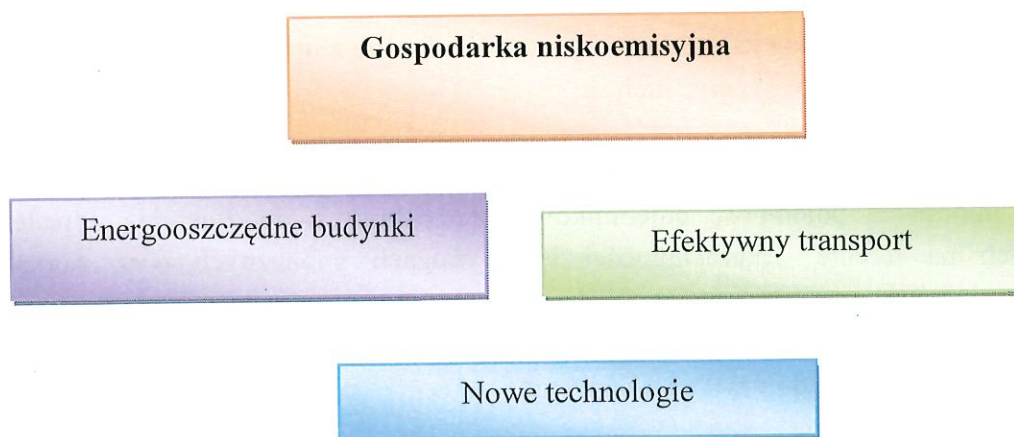 Gospodarka niskoemisyjna
Energooszczędne budynki
Efektywny transport
Nowe technologie